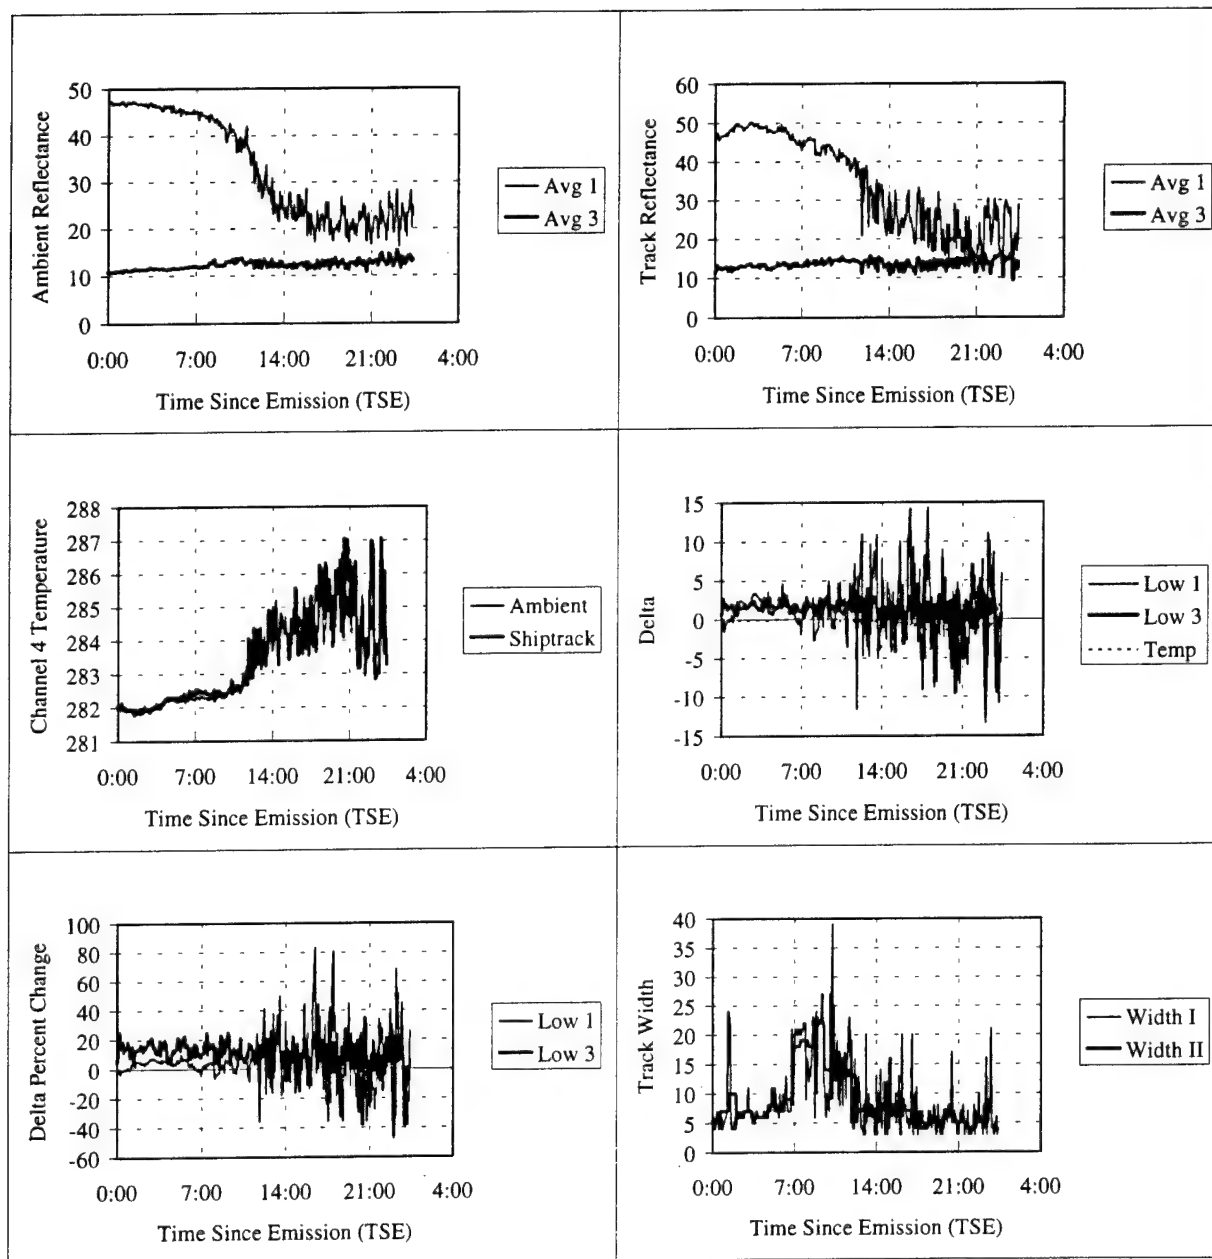 Ambient Reflectance
50
40
30
20
10
0
0:00 7:00 14:00 21:00 4:00
Time Since Emission (TSE)
Avg 1
Avg 3
Track Reflectance
60
50
40
30
20
10
0
0:00 7:00 14:00 21:00 4:00
Time Since Emission (TSE)
Avg 1
Avg 3
Channel 4 Temperature
288
287
286
285
284
283
282
281
0:00 7:00 14:00 21:00 4:00
Time Since Emission (TSE)
Ambient
Shiptrack
Delta
15
10
5
0
-5
-10
-15
0:00 7:00 14:00 21:00 4:00
Time Since Emission (TSE)
Low 1
Low 3
Temp
Delta Percent Change
100
80
60
40
20
0
-20
-40
-60
0:00 7:00 14:00 21:00 4:00
Time Since Emission (TSE)
Low 1
Low 3
Track Width
40
35
30
25
20
15
10
5
0
0:00 7:00 14:00 21:00 4:00
Time Since Emission (TSE)
Width I
Width II